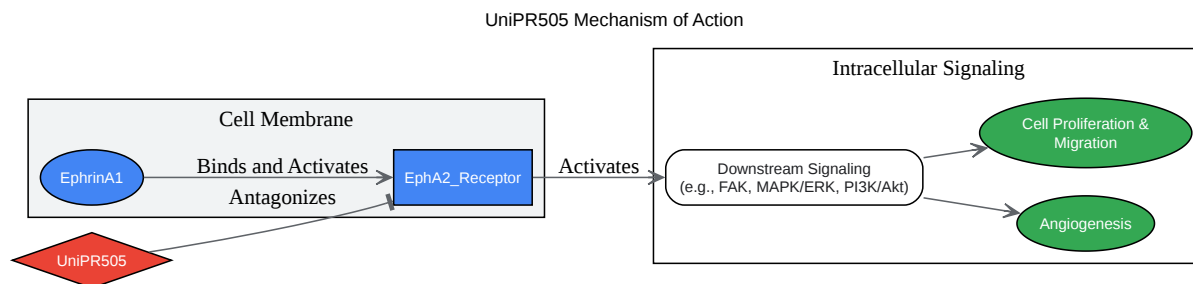 UniPR505 Mechanism of Action
Cell Membrane
EphrinA1
Binds and Activates
EphA2_Receptor
Antagonizes
UniPR505
Activates
Intracellular Signaling
Downstream Signaling
(e.g., FAK, MAPK/ERK, PI3K/Akt)
Cell Proliferation &
Migration
Angiogenesis